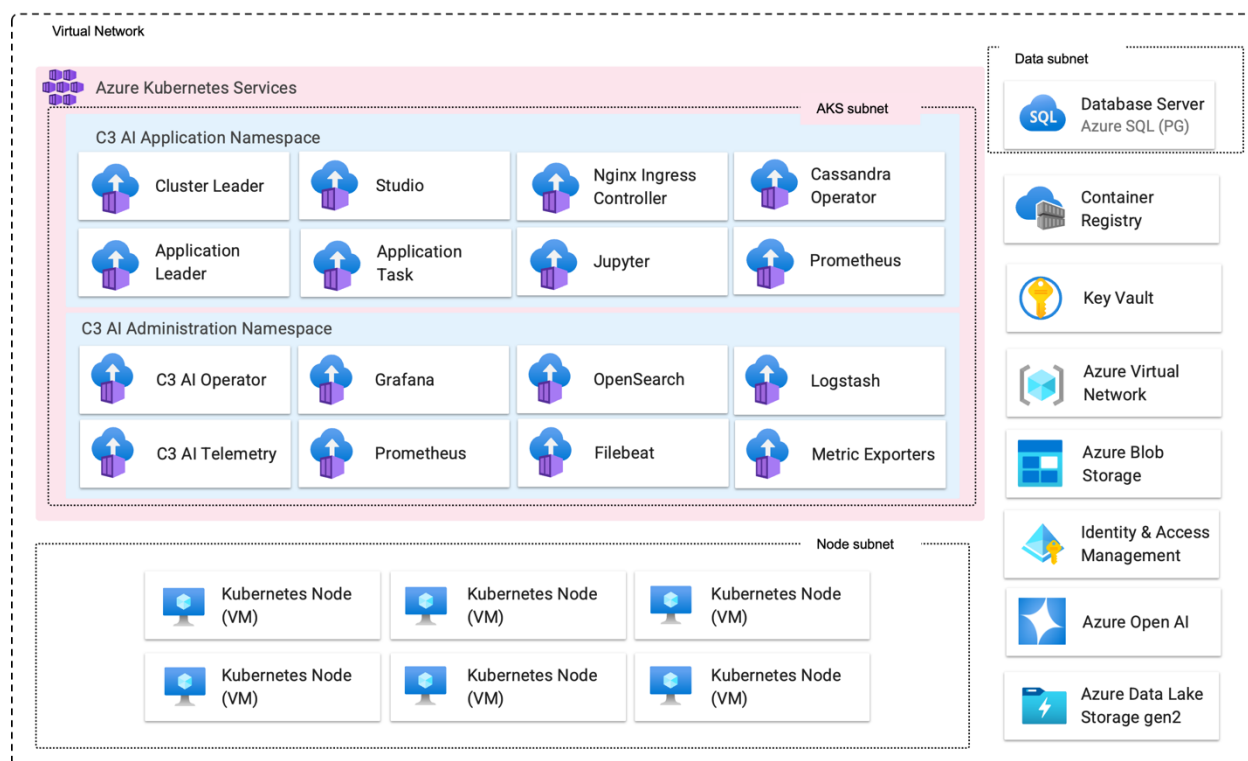 Virtual Network
Azure Kubernetes Services
AKS subnet
C3 AI Application Namespace
Cluster Leader
Studio
Nginx Ingress
Controller
Cassandra
Operator
Application
Leader
Application
Task
Jupyter
Prometheus
C3 AI Administration Namespace
C3 AI Operator
Grafana
OpenSearch
Logstash
C3 AI Telemetry
Prometheus
Filebeat
Metric Exporters
Node subnet
Kubernetes Node
(VM)
Kubernetes Node
(VM)
Kubernetes Node
(VM)
Kubernetes Node
(VM)
Kubernetes Node
(VM)
Kubernetes Node
(VM)
Data subnet
SQL
Database Server
Azure SQL (PG)
Container
Registry
Key Vault
Azure Virtual
Network
Azure Blob
Storage
Identity & Access
Management
Azure Open AI
Azure Data Lake
Storage gen2